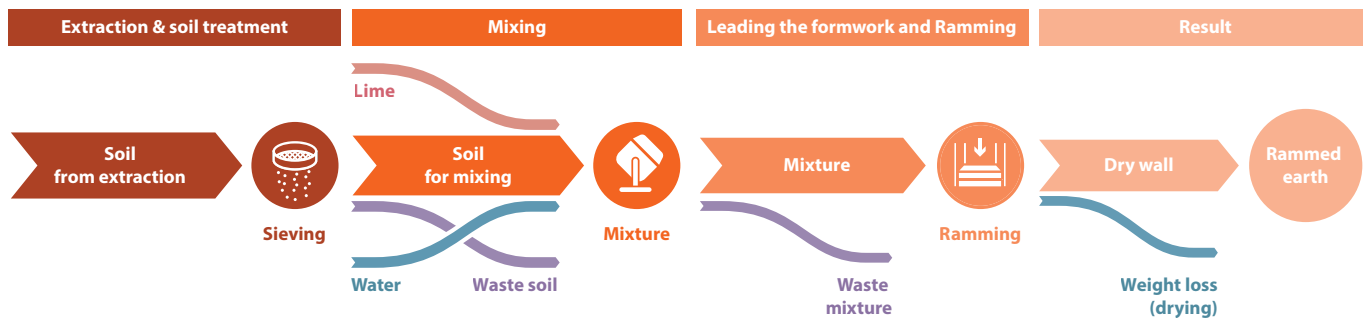 Extraction & soil treatment
Mixing
Leading the formwork and Ramming
Result
Lime
Soil
from extraction
Sieving
Soil
for mixing
Mixture
Water
Waste soil
Mixture
Ramming
Waste
mixture
Dry wall
Rammed
earth
Weight loss
(drying)